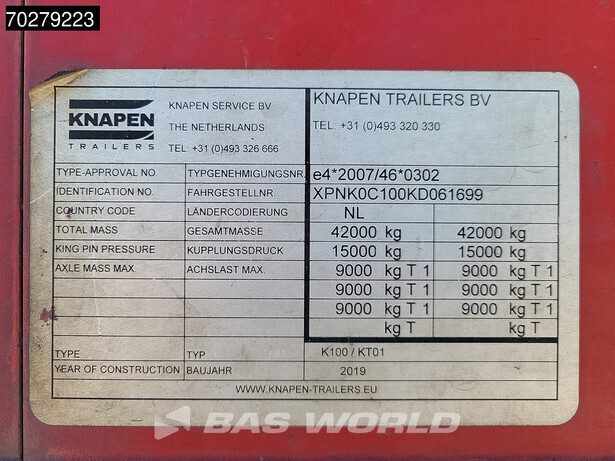 70279223
KNAPEN
TRAILERS
KNAPEN SERVICE BV
THE NETHERLANDS
TEL: +31 (0)493 326 666
KNAPEN TRAILERS BV
TEL: +31 (0)493 320 330
TYPE-APPROVAL NO. TYPGENEHMIGUNGSNR. e4*2007/46*0302
IDENTIFICATION NO. FAHRGESTELLNR. XPNK0C100KD061699
COUNTRY CODE LÄNDERCODIERUNG NL
TOTAL MASS GESAMTMASSE 42000 kg 42000 kg
KING PIN PRESSURE KUPPLUNGSDRUCK 15000 kg 15000 kg
AXLE MASS MAX. ACHSLAST MAX. 9000 kg T 1 9000 kg T 1
9000 kg T 1 9000 kg T 1
9000 kg T 1 9000 kg T 1
kg T kg T
TYPE TYP K100 / KT01
YEAR OF CONSTRUCTION BAUJAHR 2019
WWW.KNAPEN-TRAILERS.EU
BAS WORLD